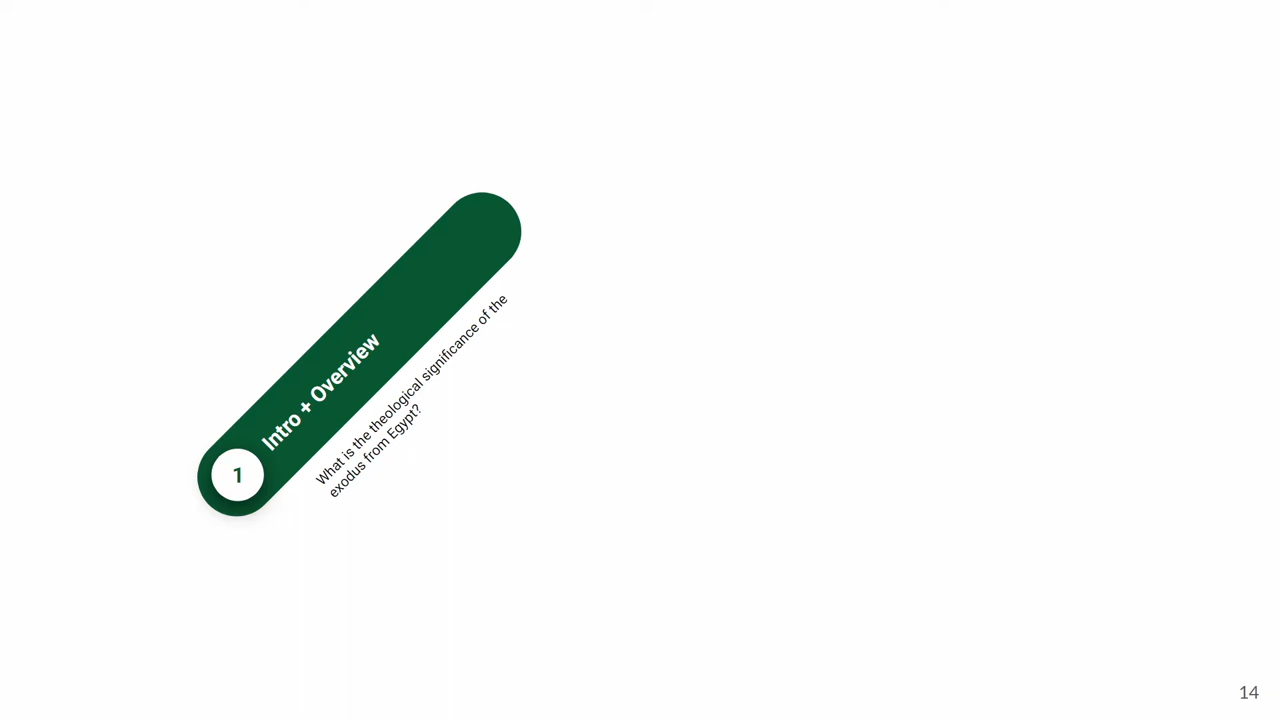 1
Intro + Overview
What is the theological significance of the
exodus from Egypt?
14